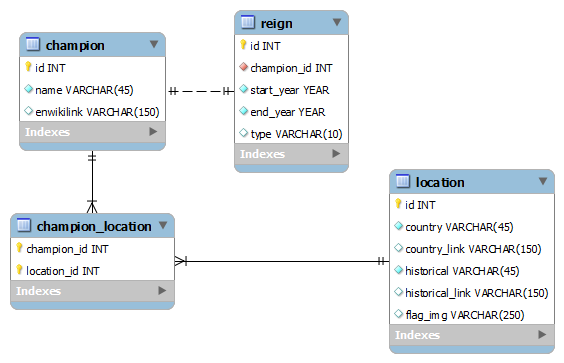 champion
id INT
name VARCHAR(45)
enwikilink VARCHAR(150)
Indexes
reign
id INT
champion_id INT
start_year YEAR
end_year YEAR
type VARCHAR(10)
Indexes
champion_location
champion_id INT
location_id INT
Indexes
location
id INT
country VARCHAR(45)
country_link VARCHAR(150)
historical VARCHAR(45)
historical_link VARCHAR(150)
flag_img VARCHAR(250)
Indexes